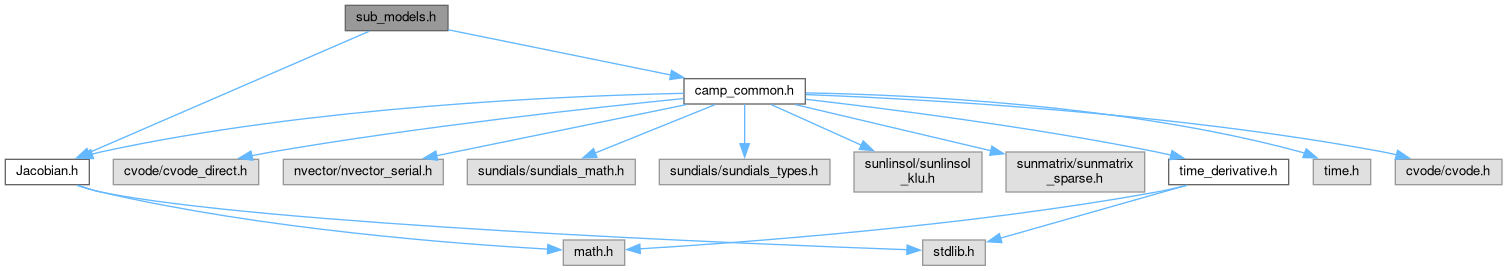 sub_models.h
camp_common.h
Jacobian.h
cvode/cvode_direct.h
nvector/nvector_serial.h
sundials/sundials_math.h
sundials/sundials_types.h
sunlinsol/sunlinsol
_klu.h
sunmatrix/sunmatrix
_sparse.h
time_derivative.h
time.h
cvode/cvode.h
math.h
stdlib.h